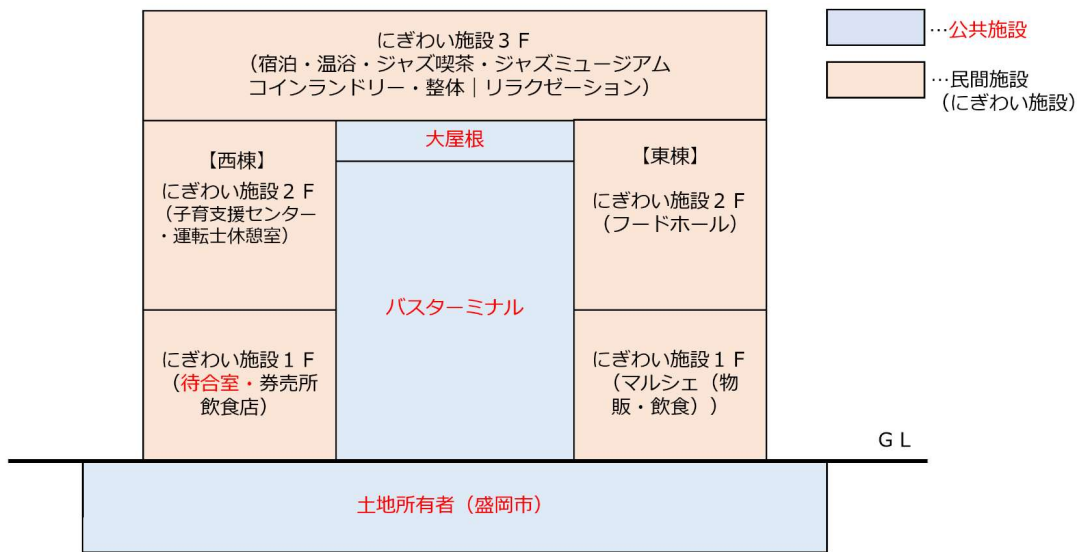 にぎわい施設３Ｆ
（宿泊・温浴・ジャズ喫茶・ジャズミュージアム
コインランドリー・整体｜リラクゼーション）
…公共施設
…民間施設
（にぎわい施設）
大屋根
【西棟】
にぎわい施設２Ｆ
（子育支援センター
・運転士休憩室）
【東棟】
にぎわい施設２Ｆ
（フードホール）
バスターミナル
にぎわい施設１Ｆ
（待合室・券売所
飲食店）
にぎわい施設１Ｆ
（マルシェ（物
販・飲食））
ＧＬ
土地所有者（盛岡市）